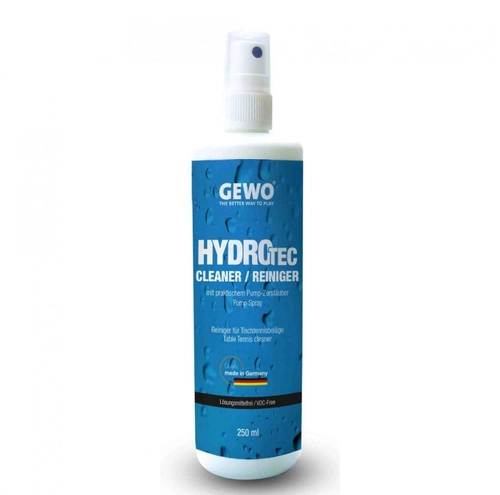 GEWO®
THE BETTER WAY TO PLAY
HYDROTEC
CLEANER / REINIGER
mit praktischem Pump-Zerstäuber
Pump Spray
Reiniger für Tischtennisbeläge
Table Tennis cleaner
made in Germany
Lösungsmittelfrei / VOC-Free
250 ml